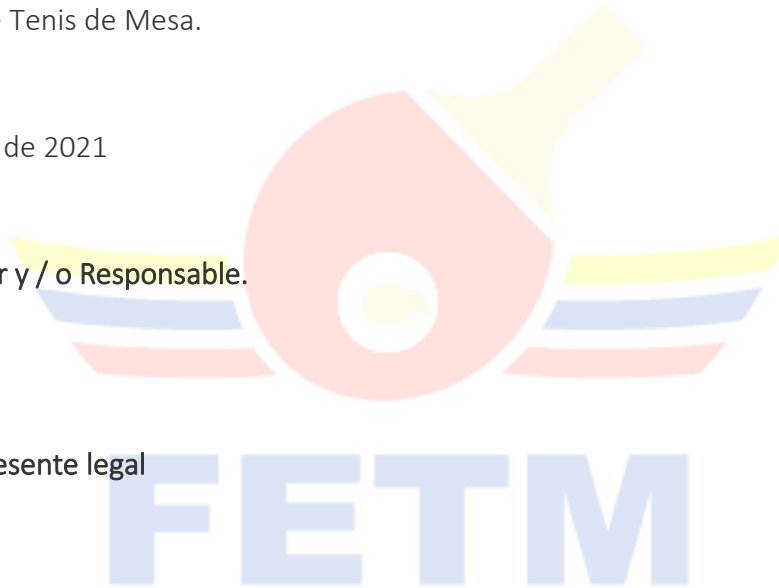 Tenis de Mesa.
de 2021
r y / o Responsable.
esente legal
FETM